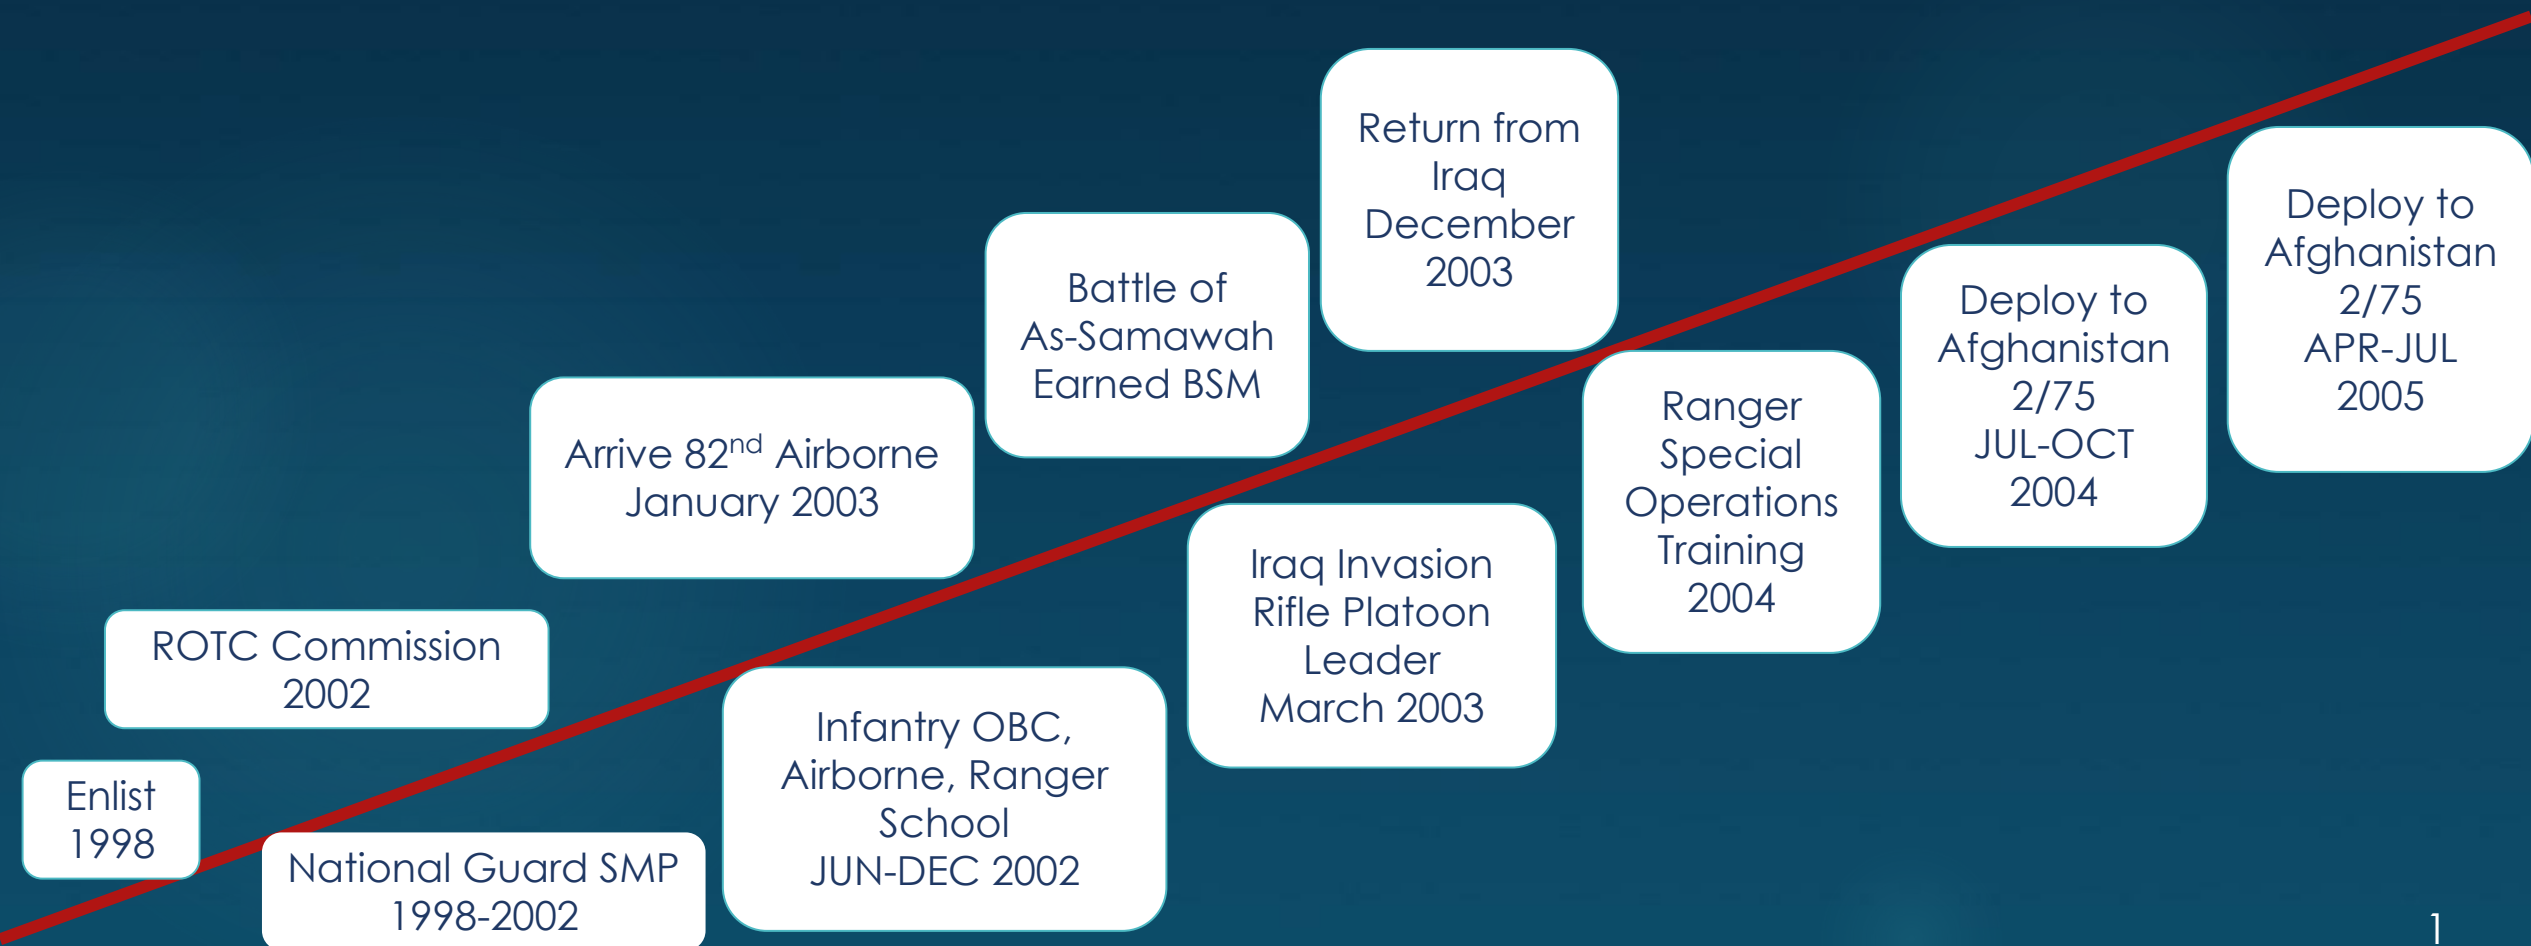 Enlist
1998
National Guard SMP
1998-2002
ROTC Commission
2002
Infantry OBC,
Airborne, Ranger
School
JUN-DEC 2002
Arrive 82nd Airborne
January 2003
Iraq Invasion
Rifle Platoon
Leader
March 2003
Battle of
As-Samawah
Earned BSM
Return from
Iraq
December
2003
Ranger
Special
Operations
Training
2004
Deploy to
Afghanistan
2/75
JUL-OCT
2004
Deploy to
Afghanistan
2/75
APR-JUL
2005
1